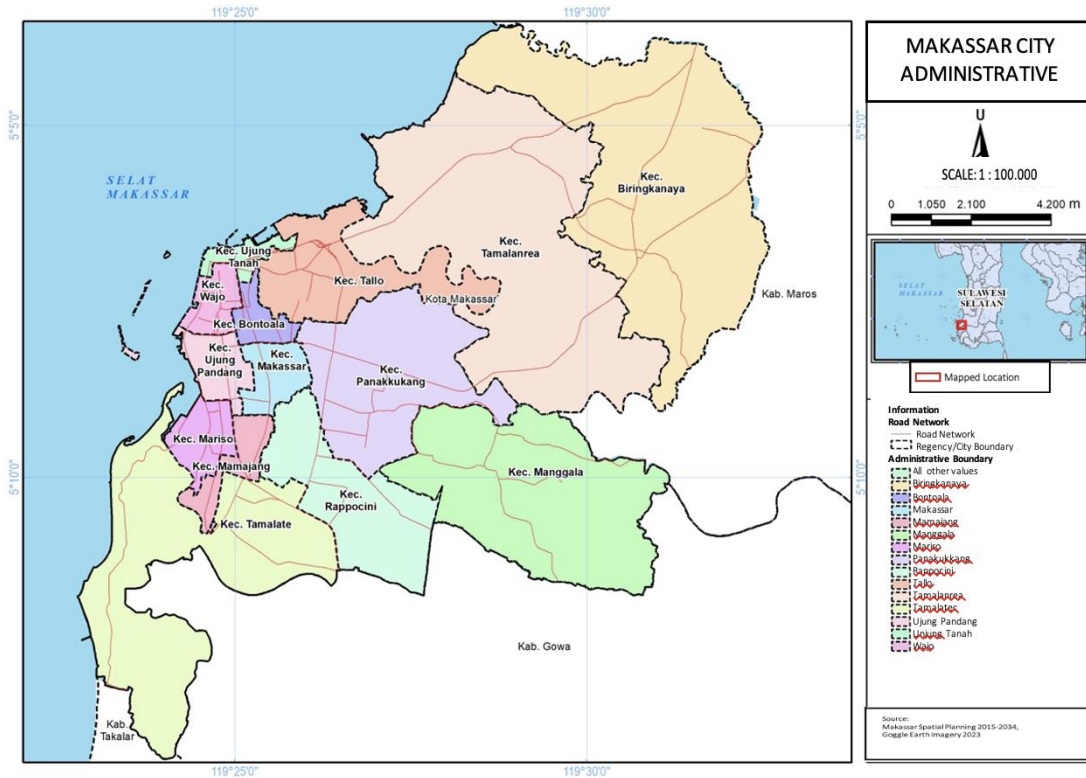 119°25'0"
119°30'0"
5°5'0"
5°5'0"
SELAT
MAKASSAR
Kec.
Biringkanaya
Kec.
Tamalanrea
Kec. Ujung
Tanah
Kec.
Wajo
Kec. Tallo
Kota Makassar
Kab. Maros
Kec. Bontoala
Kec.
Ujung
Pandang
Kec.
Makassar
Kec.
Panakkukang
Kec. Mariso
Kec. Mamajang
Kec. Manggala
5°10'0"
5°10'0"
Kec.
Rappocini
Kec. Tamalate
Kab. Gowa
Kab.
Takalar
119°25'0"
119°30'0"
MAKASSAR CITY
ADMINISTRATIVE
U
SCALE: 1 : 100.000
0 1.050 2.100 4.200 m
SELAT
MAKASSAR
SULAWESI
SELATAN
Mapped Location
Information
Road Network
Road Network
Regency/City Boundary
Administrative Boundary
All other values
Biringkanaya
Bontoala
Makassar
Mamajang
Manggala
Mariso
Panakukkang
Rappocini
Tallo
Tamalanrea
Tamalatec
Ujung Pandang
Unjung Tanah
Wajo
Source:
Makassar Spatial Planning 2015-2034,
Goggle Earth Imagery 2023